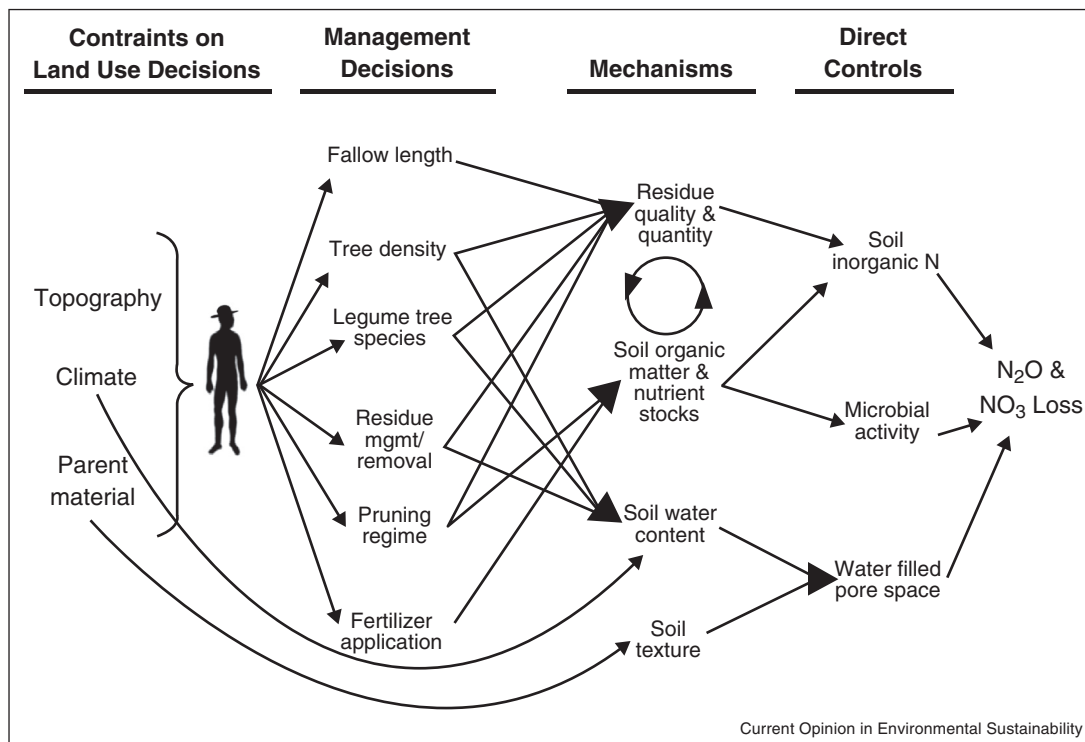 Contraints on
Land Use Decisions
Management
Decisions
Mechanisms
Direct
Controls
Topography
Climate
Parent
material
Fallow length
Tree density
Legume tree
species
Residue
mgmt/
removal
Pruning
regime
Fertilizer
application
Residue
quality &
quantity
Soil organic
matter &
nutrient
stocks
Soil water
content
Soil
texture
Soil
inorganic N
Microbial
activity
Water filled
pore space
N₂O &
NO₃ Loss
Current Opinion in Environmental Sustainability